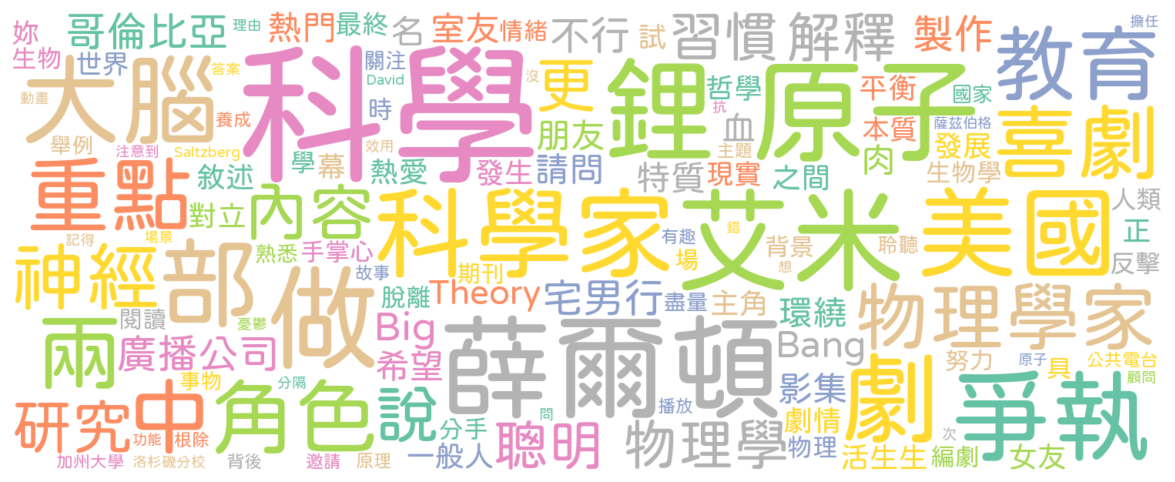 妳 哥倫比亞 理由 熱門 最終 名 室友 情緒 不行 試 習慣 解釋 製作 擔任
生物 世界 答案 關注 David 更 鋰 原子 哲學 平衡 國家 教育
大腦 科學 時 朋友 血 抗 本質 薩茲伯格 喜劇
動畫 養成 沒 效用 主題 發展
舉例 注意到 Saltzberg 學 幕 熱愛 發生 請問 特質 現實 之間 肉 生物學
重點 敘述 內容 科學家 艾米 美國 人類
對立 有趣 錯 背景 聆聽 正
神經 記得 場景 熟悉 手掌心 期刊 場 想 反擊
部 做 故事 脫離 Theory 宅男行 盡量 主角 環繞 物理學家
兩 閱讀 憂鬱 Big 薛爾頓 Bang 努力 原子 公共電台
廣播公司 事物 分隔 希望 影集 劇 具 顧問
研究 中 角色 說 分手 問 播放 劇情 爭執
功能 根除 聰明 物理學 物理 次
加州大學 洛杉磯分校 背後 邀請 原理 一般人 活生生 編劇 女友